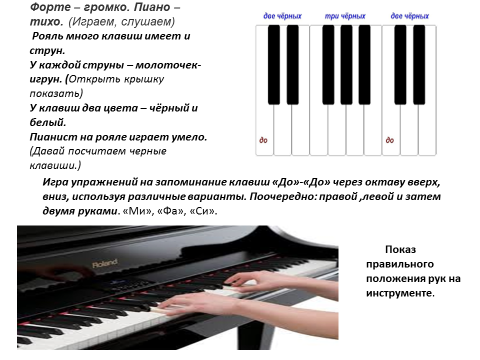 Форте – громко. Пиано –
тихо. (Играем, слушаем)
Рояль много клавиш имеет и
струн.
У каждой струны – молоточек-
игрун. (Открыть крышку
показать)
У клавиш два цвета – чёрный и
белый.
Пианист на рояле играет умело.
(Давай посчитаем черные
клавиши.)
две чёрных три чёрных две чёрных
до до
Игра упражнений на запоминание клавиш «До»-«До» через октаву вверх,
вниз, используя различные варианты. Поочередно: правой ,левой и затем
двумя руками. «Ми», «Фа», «Си».
Roland
Показ
правильного
положения рук на
инструменте.